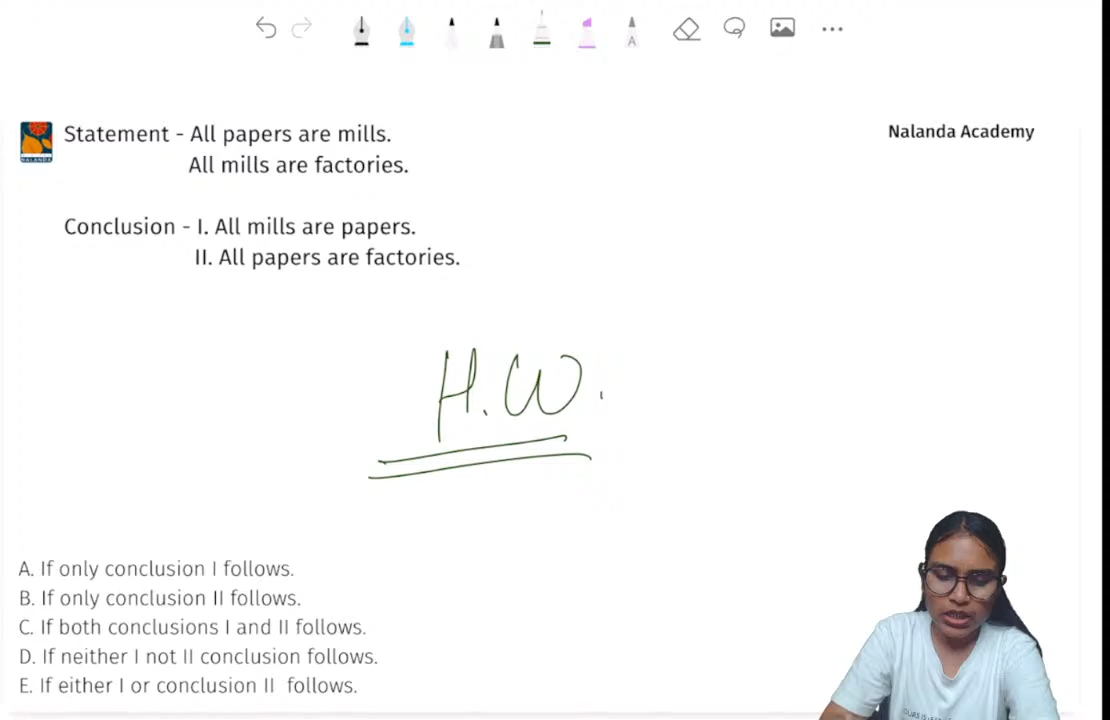 A
Statement - All papers are mills.
Nalanda Academy
All mills are factories.
NALANDA
Conclusion - I. All mills are papers.
II. All papers are factories.
H.W.
A. If only conclusion I follows.
B. If only conclusion II follows.
C. If both conclusions I and II follows.
D. If neither I not II conclusion follows.
E. If either I or conclusion II follows.